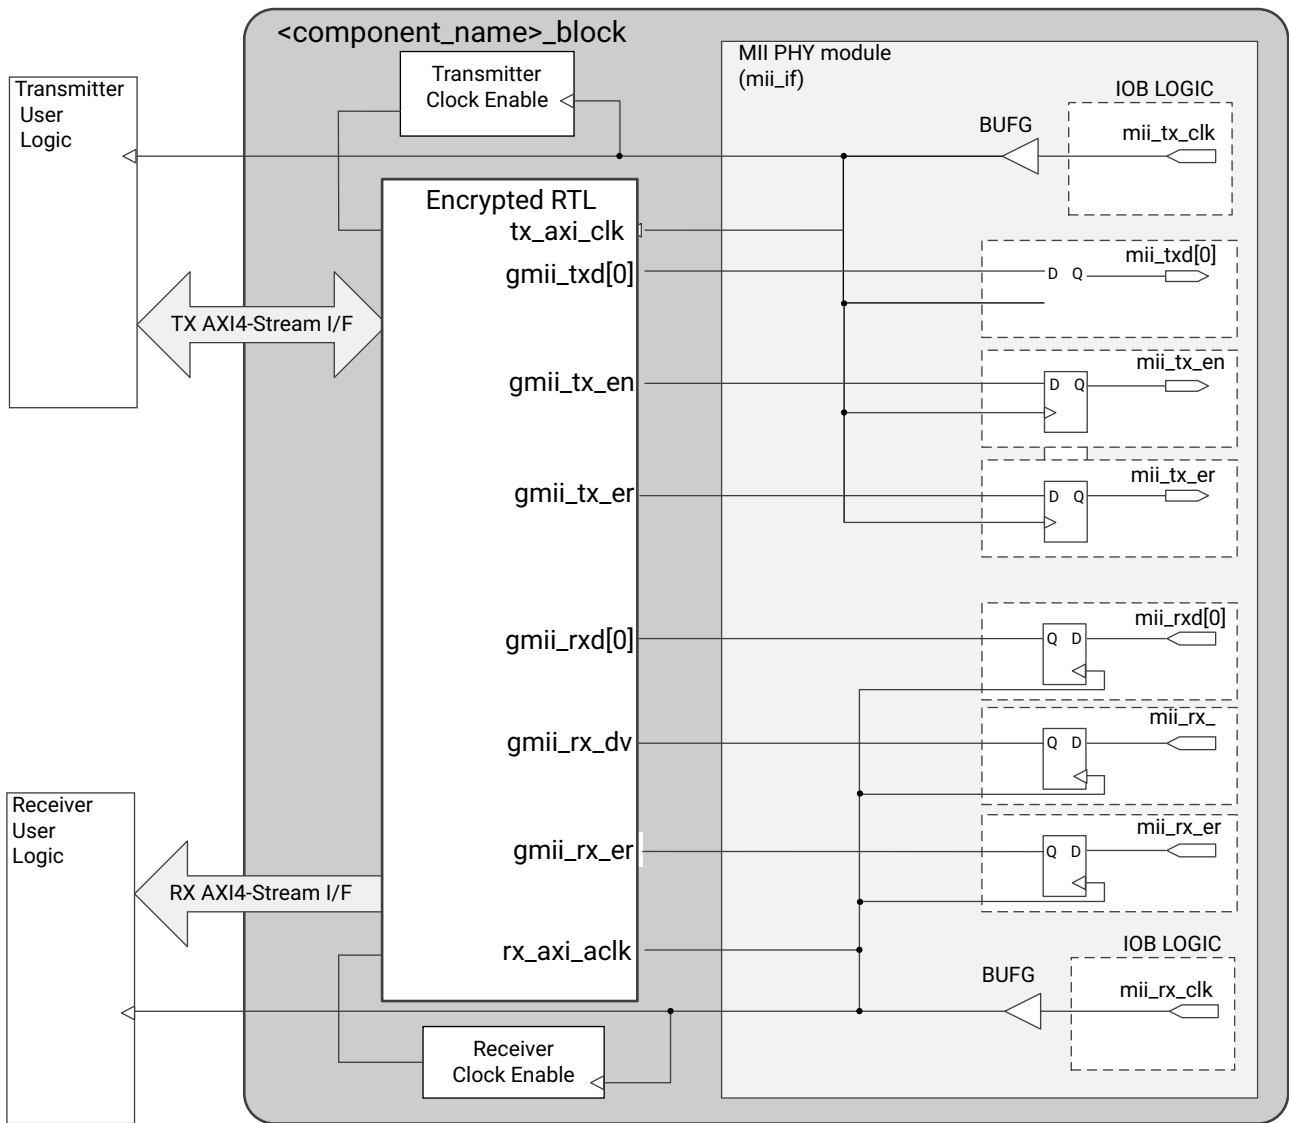 <component_name>_block
MII PHY module
(mii_if)
Transmitter
Clock Enable
Transmitter
User
Logic
IOB LOGIC
BUFG
mii_tx_clk
Encrypted RTL
tx_axi_clk
gmii_txd[0]
D Q
mii_txd[0]
TX AXI4-Stream I/F
gmii_tx_en
D Q
mii_tx_en
gmii_tx_er
D Q
mii_tx_er
gmii_rxd[0]
Q D
mii_rxd[0]
gmii_rx_dv
Q D
mii_rx_
Receiver
User
Logic
gmii_rx_er
Q D
mii_rx_er
RX AXI4-Stream I/F
rx_axi_aclk
IOB LOGIC
BUFG
mii_rx_clk
Receiver
Clock Enable